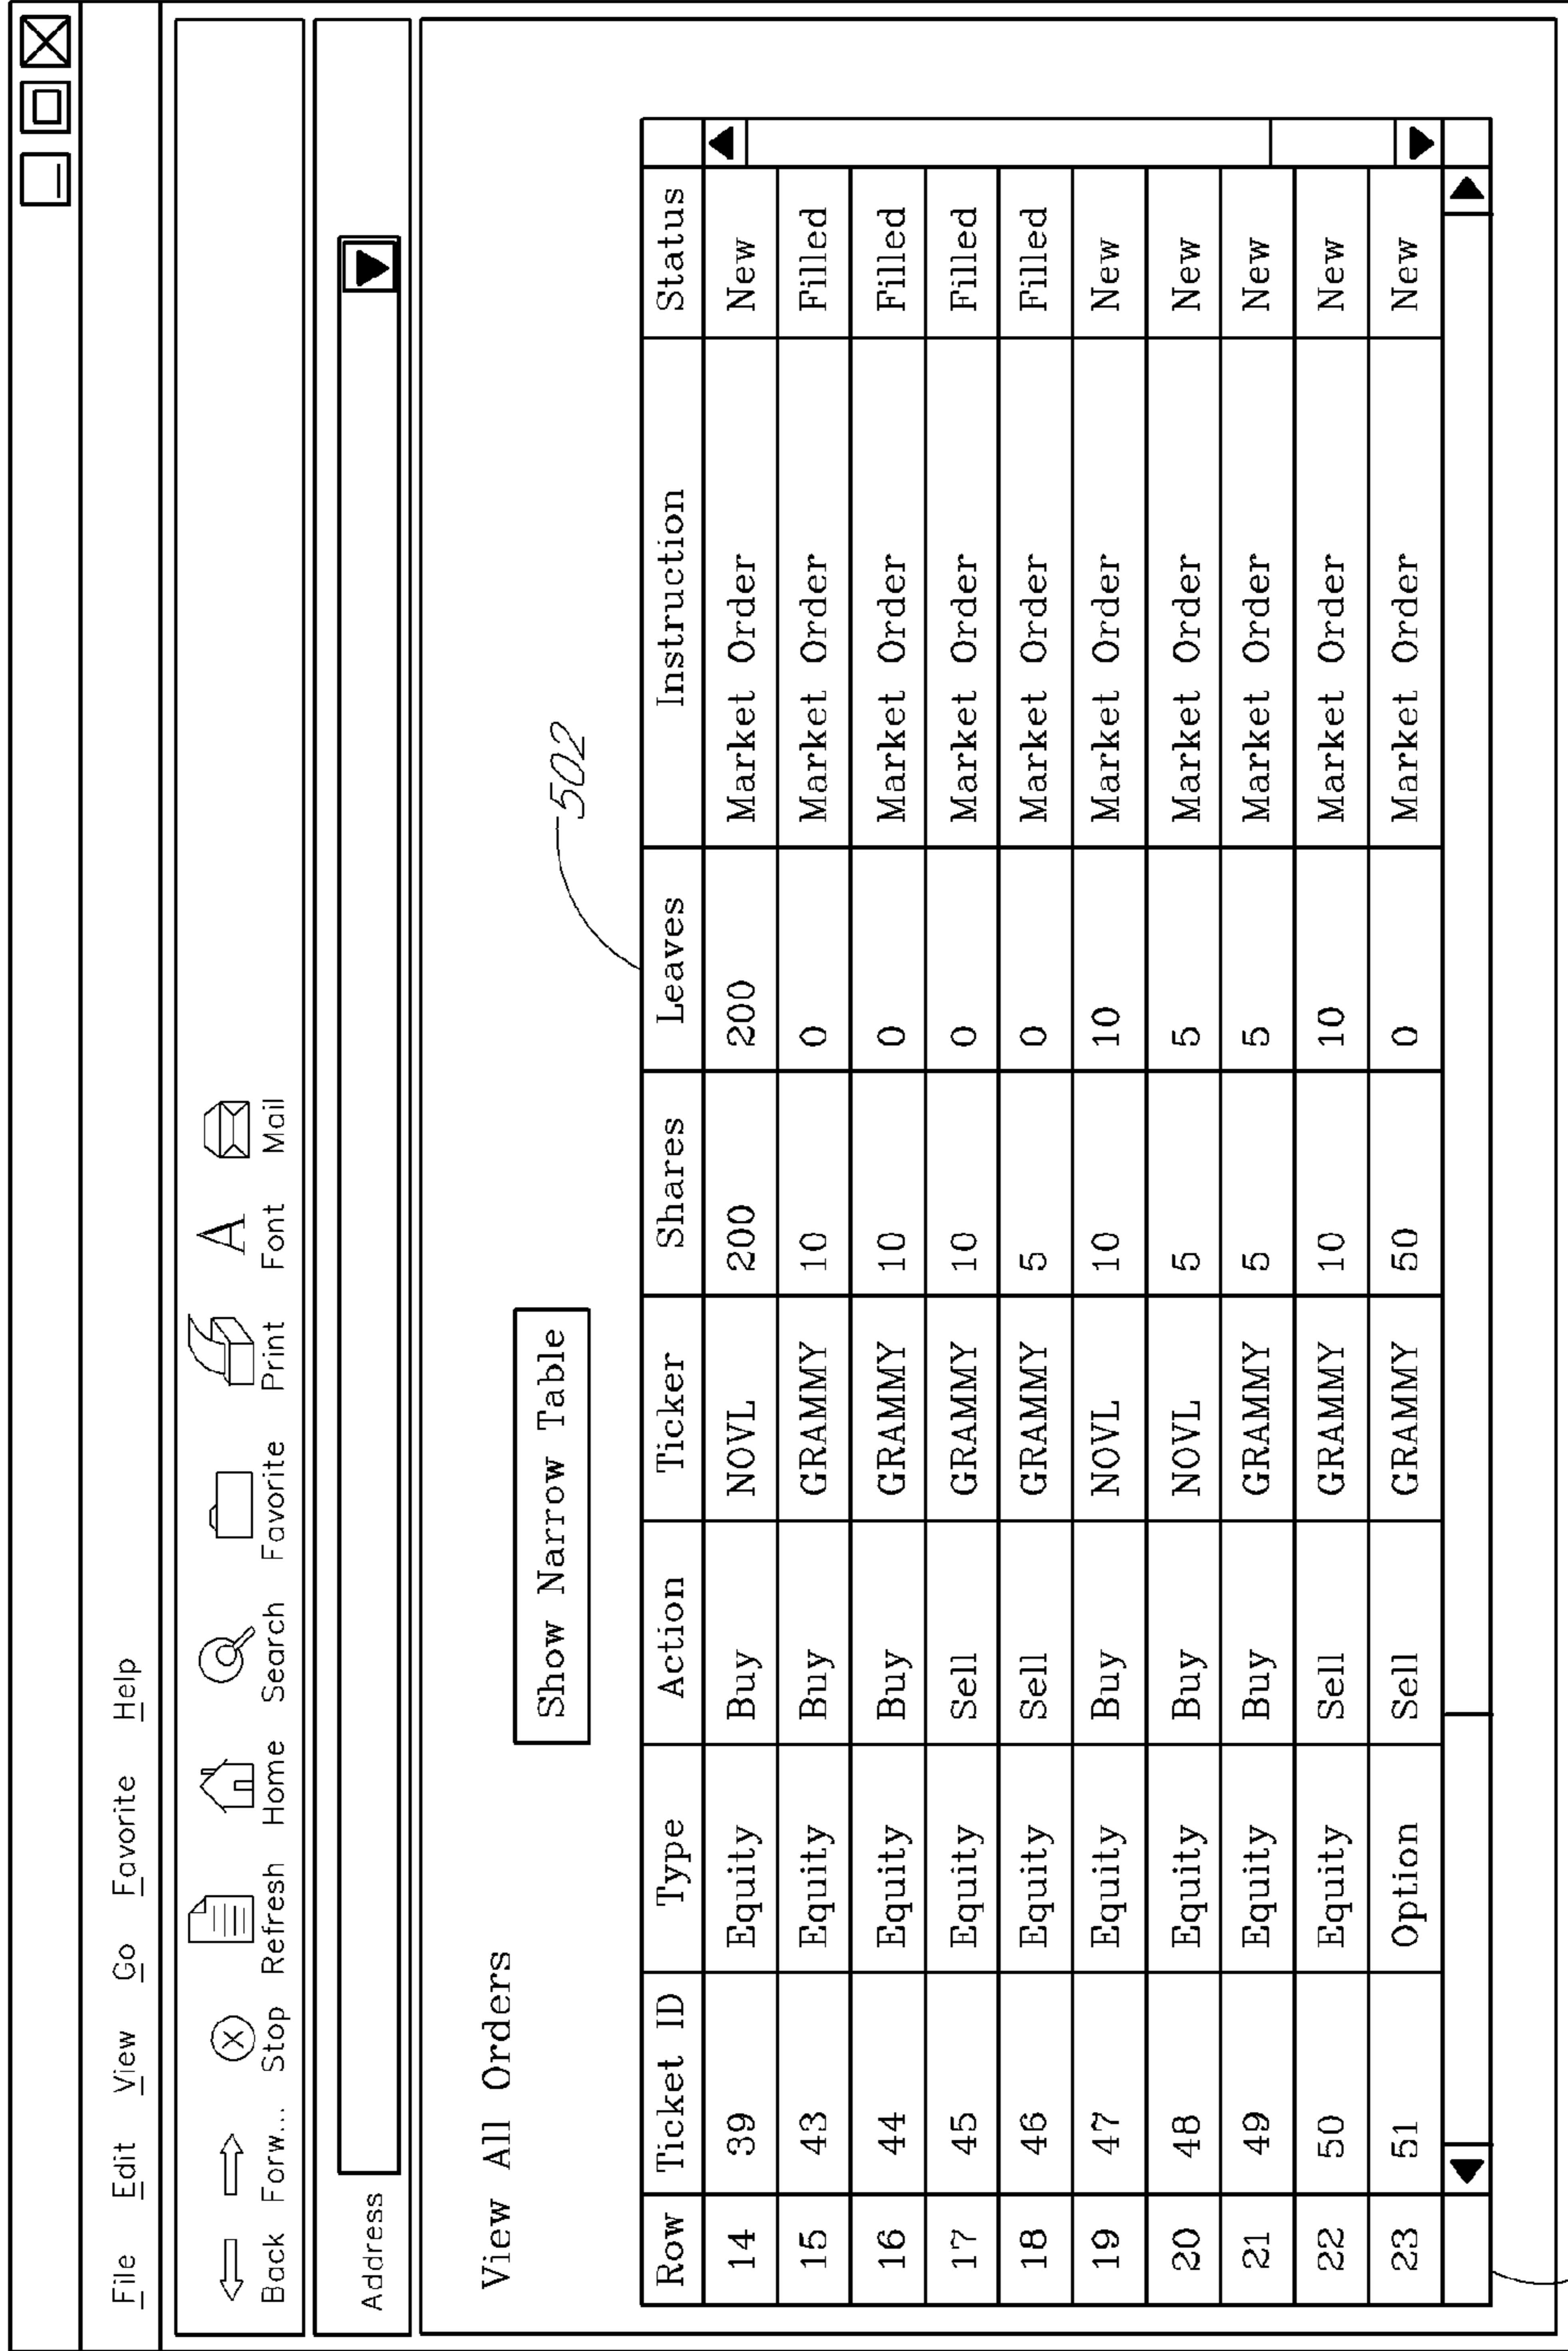 File Edit View Go Favorite Help
Back Forw... Stop Refresh Home Search Favorite Print Font Mail
Address
View All Orders
Show Narrow Table
502
Row Ticket ID Type Action Ticker Shares Leaves Instruction Status
14 39 Equity Buy NOVL 200 200 Market Order New
15 43 Equity Buy GRAMMY 10 0 Market Order Filled
16 44 Equity Buy GRAMMY 10 0 Market Order Filled
17 45 Equity Sell GRAMMY 10 0 Market Order Filled
18 46 Equity Sell GRAMMY 5 0 Market Order Filled
19 47 Equity Buy NOVL 10 10 Market Order New
20 48 Equity Buy NOVL 5 5 Market Order New
21 49 Equity Buy GRAMMY 5 5 Market Order New
22 50 Equity Sell GRAMMY 10 10 Market Order New
23 51 Option Sell GRAMMY 50 0 Market Order New